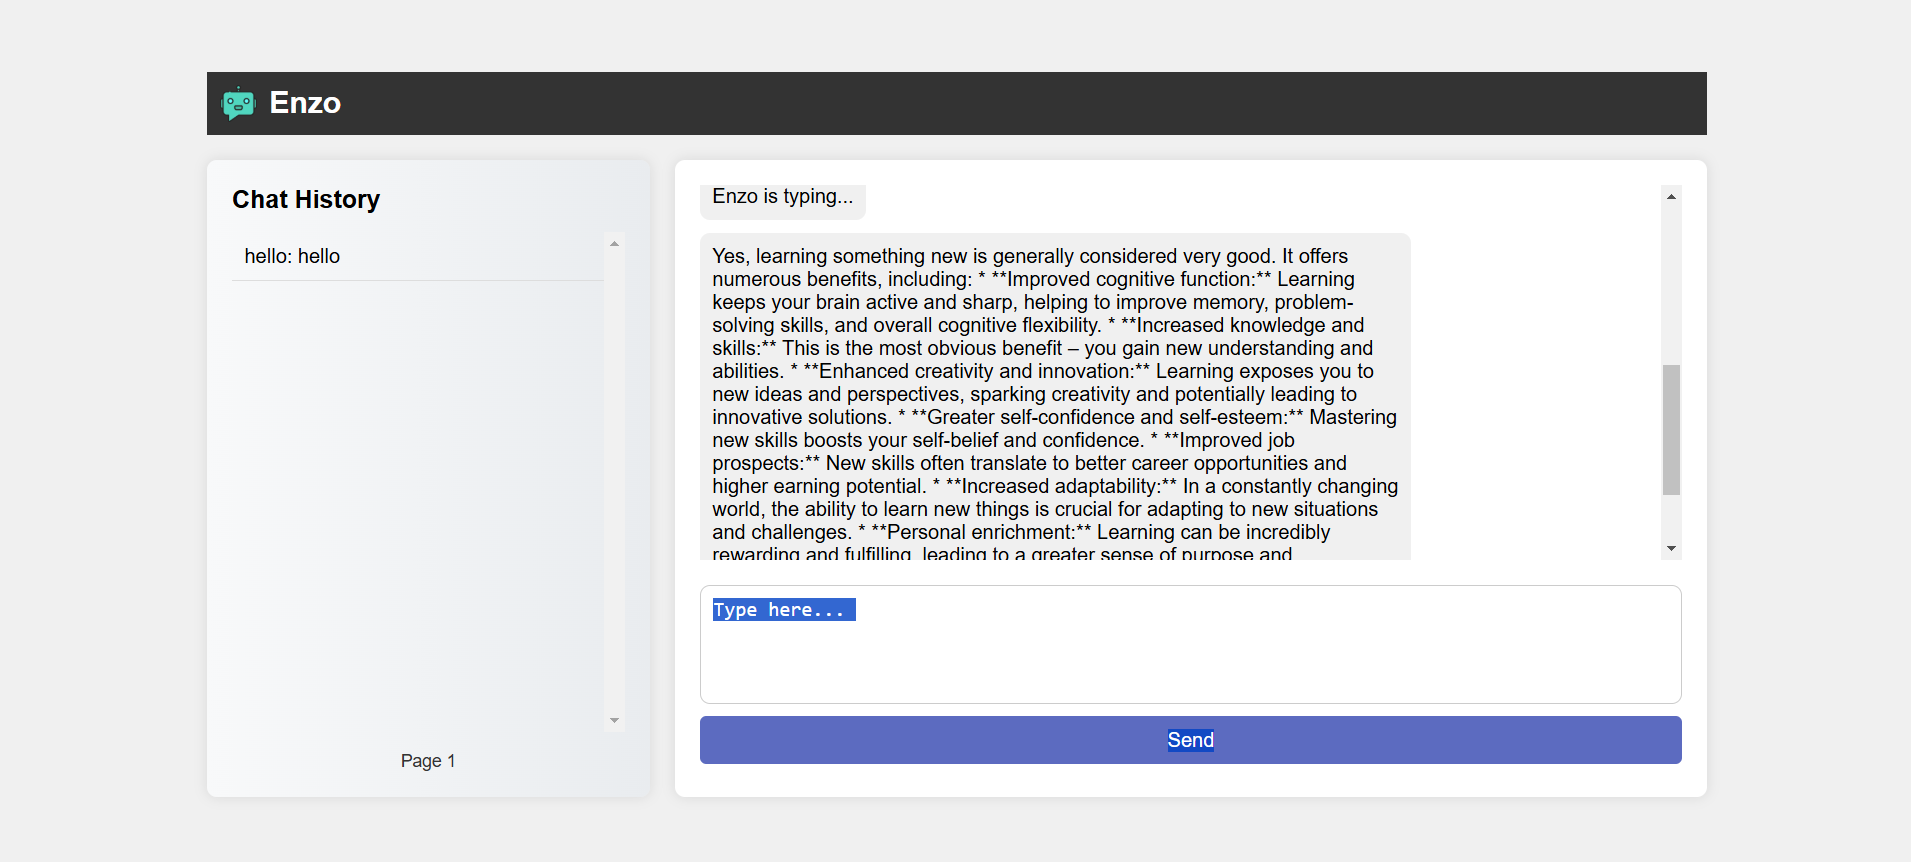 Enzo
Chat History
hello: hello
Page 1
Enzo is typing...
Yes, learning something new is generally considered very good. It offers
numerous benefits, including: * **Improved cognitive function:** Learning
keeps your brain active and sharp, helping to improve memory, problem-
solving skills, and overall cognitive flexibility. * **Increased knowledge and
skills:** This is the most obvious benefit – you gain new understanding and
abilities. * **Enhanced creativity and innovation:** Learning exposes you to
new ideas and perspectives, sparking creativity and potentially leading to
innovative solutions. * **Greater self-confidence and self-esteem:** Mastering
new skills boosts your self-belief and confidence. * **Improved job
prospects:** New skills often translate to better career opportunities and
higher earning potential. * **Increased adaptability:** In a constantly changing
world, the ability to learn new things is crucial for adapting to new situations
and challenges. * **Personal enrichment:** Learning can be incredibly
rewarding and fulfilling, leading to a greater sense of purpose and
Type here...
Send